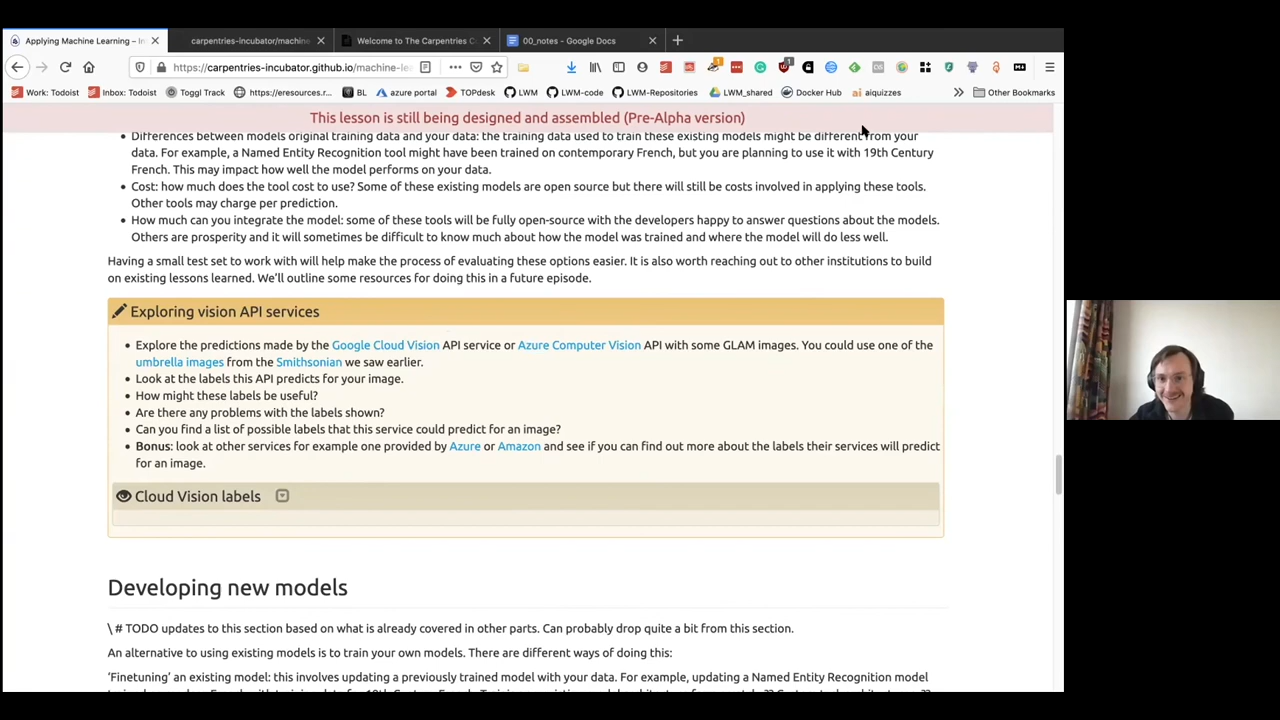 Applying Machine Learning – In
carpentries-incubator/machin
Welcome to The Carpentries C
00_notes - Google Docs
https://carpentries-incubator.github.io/machine-le
Work: Todoist
Inbox: Todoist
Toggl Track
https://eresources.r...
BL
azure portal
TOPdesk
LWM
LWM-code
LWM-Repositories
LWM_shared
Docker Hub
aiquizzes
Other Bookmarks
This lesson is still being designed and assembled (Pre-Alpha version)
Differences between models original training data and your data: the training data used to train these existing models might be different from your
data. For example, a Named Entity Recognition tool might have been trained on contemporary French, but you are planning to use it with 19th Century
French. This may impact how well the model performs on your data.
Cost: how much does the tool cost to use? Some of these existing models are open source but there will still be costs involved in applying these tools.
Other tools may charge per prediction.
How much can you integrate the model: some of these tools will be fully open-source with the developers happy to answer questions about the models.
Others are prosperity and it will sometimes be difficult to know much about how the model was trained and where the model will do less well.
Having a small test set to work with will help make the process of evaluating these options easier. It is also worth reaching out to other institutions to build
on existing lessons learned. We'll outline some resources for doing this in a future episode.
Exploring vision API services
Explore the predictions made by the Google Cloud Vision API service or Azure Computer Vision API with some GLAM images. You could use one of the
umbrella images from the Smithsonian we saw earlier.
Look at the labels this API predicts for your image.
How might these labels be useful?
Are there any problems with the labels shown?
Can you find a list of possible labels that this service could predict for an image?
Bonus: look at other services for example one provided by Azure or Amazon and see if you can find out more about the labels their services will predict
for an image.
Cloud Vision labels
Developing new models
\ # TODO updates to this section based on what is already covered in other parts. Can probably drop quite a bit from this section.
An alternative to using existing models is to train your own models. There are different ways of doing this:
'Finetuning' an existing model: this involves updating a previously trained model with your data. For example, updating a Named Entity Recognition model